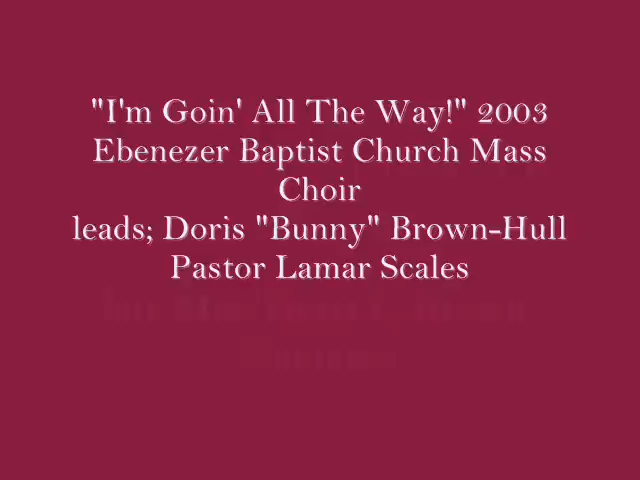 "I'm Goin' All The Way!" 2003
Ebenezer Baptist Church Mass
Choir
leads; Doris "Bunny" Brown-Hull
Pastor Lamar Scales